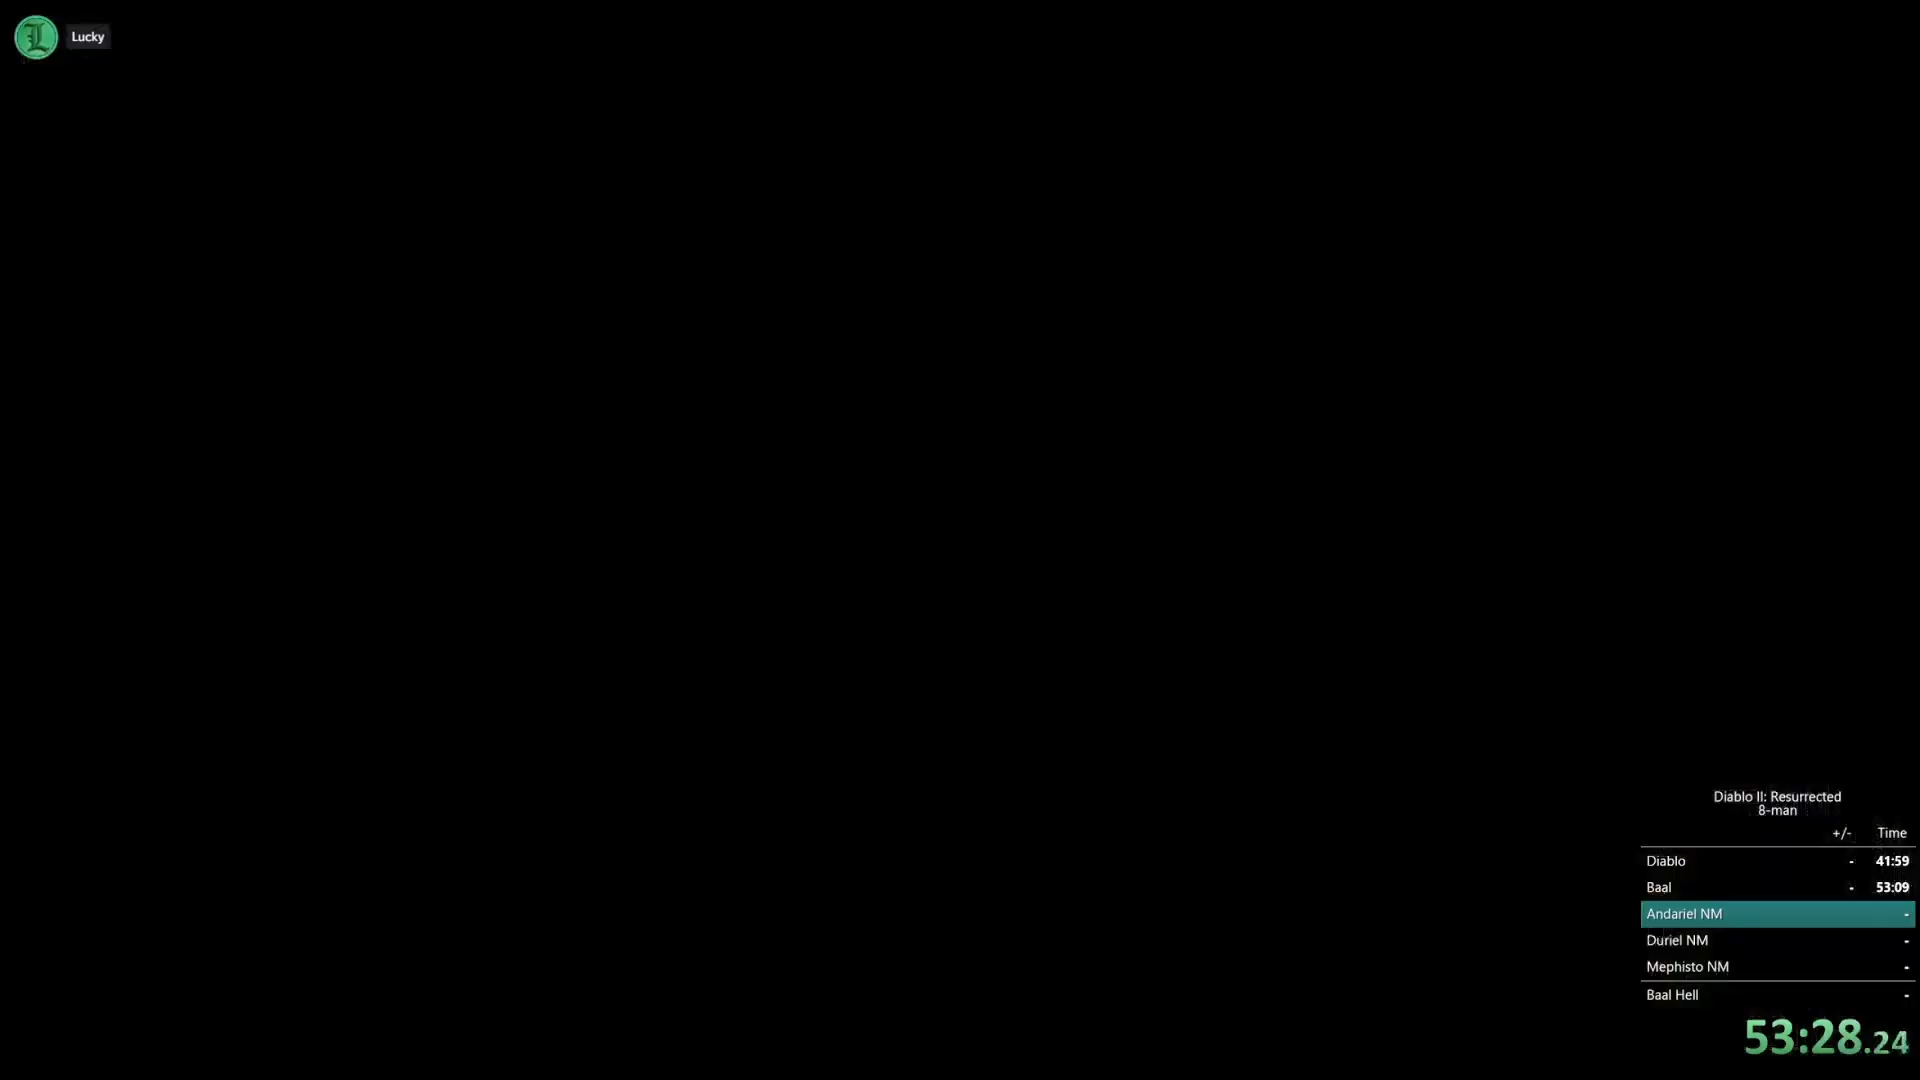 L
Lucky
Diablo II: Resurrected
8-man
+/- Time
Diablo - 41:59
Baal - 53:09
Andariel NM -
Duriel NM -
Mephisto NM -
Baal Hell -
53:28.24